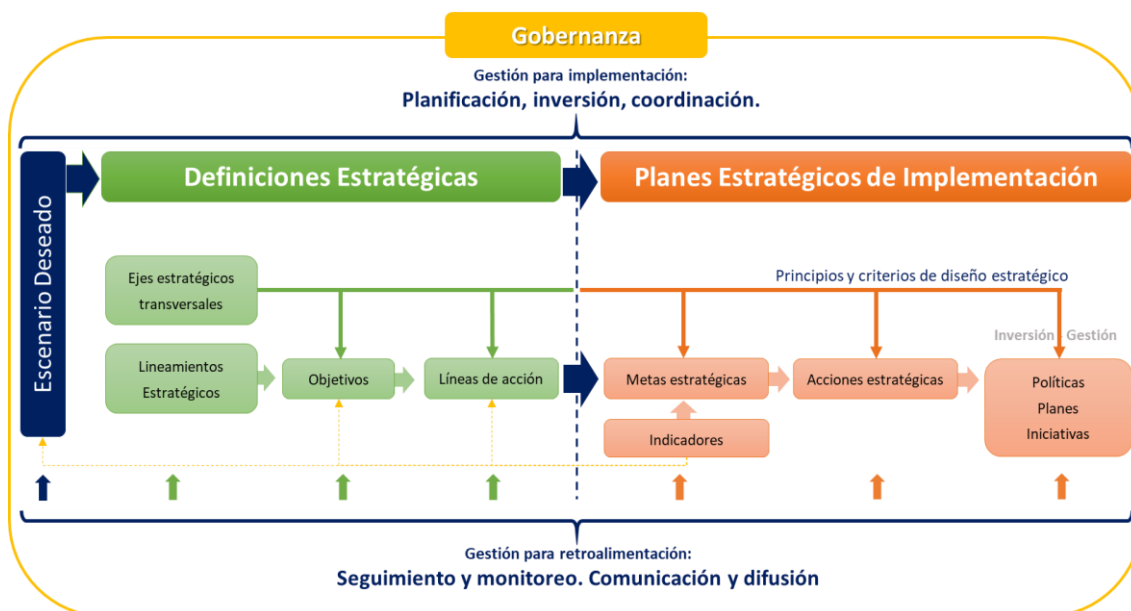 Gobernanza
Gestión para implementación:
Planificación, inversión, coordinación.
Escenario Deseado
Definiciones Estratégicas
Planes Estratégicos de Implementación
Ejes estratégicos
transversales
Principios y criterios de diseño estratégico
Inversión - Gestión
Lineamientos
Estratégicos
Objetivos
Líneas de acción
Metas estratégicas
Acciones estratégicas
Políticas
Planes
Iniciativas
Indicadores
Gestión para retroalimentación:
Seguimiento y monitoreo. Comunicación y difusión